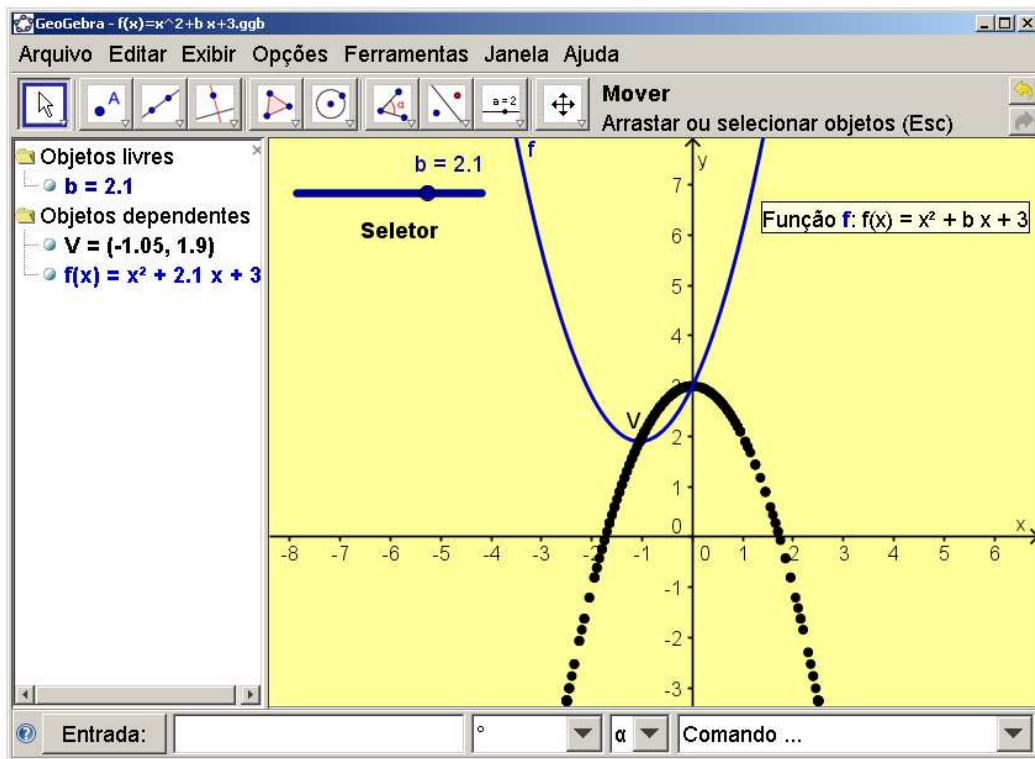 GeoGebra - f(x)=x^2+b x+3.ggb
Arquivo Editar Exibir Opções Ferramentas Janela Ajuda
A
α
a=2
Mover
Arrastar ou selecionar objetos (Esc)
Objetos livres
b = 2.1
Objetos dependentes
V = (-1.05, 1.9)
f(x) = x² + 2.1 x + 3
b = 2.1
Seletor
f
y
Função f: f(x) = x² + b x + 3
7
6
5
4
3
V
2
1
0
x
-8 -7 -6 -5 -4 -3 -2 -1 0 1 2 3 4 5 6
-1
-2
-3
Entrada:
°
α
Comando ...